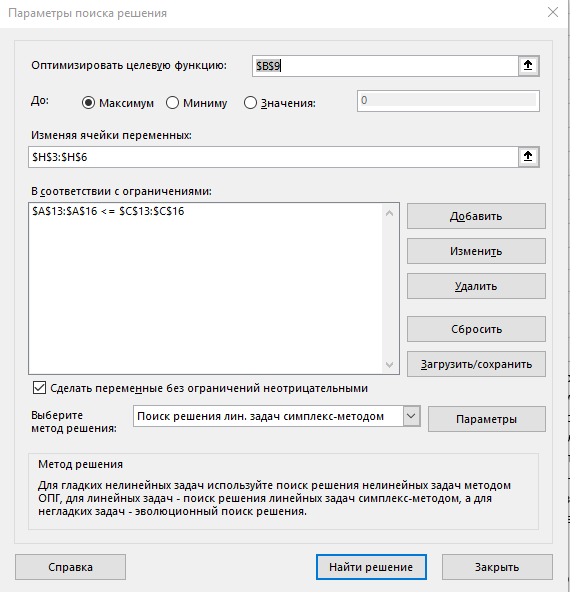 Параметры поиска решения
Оптимизировать целевую функцию: $B$9
До: Максимум Миниму Значения: 0
Изменяя ячейки переменных:
$H$3:$H$6
В соответствии с ограничениями:
$A$13:$A$16 <= $C$13:$C$16
Добавить
Изменить
Удалить
Сбросить
Загрузить/сохранить
Сделать переменные без ограничений неотрицательными
Выберите
метод решения:
Поиск решения лин. задач симплекс-методом
Параметры
Метод решения
Для гладких нелинейных задач используйте поиск решения нелинейных задач методом
ОПГ, для линейных задач - поиск решения линейных задач симплекс-методом, а для
негладких задач - эволюционный поиск решения.
Справка
Найти решение
Закрыть